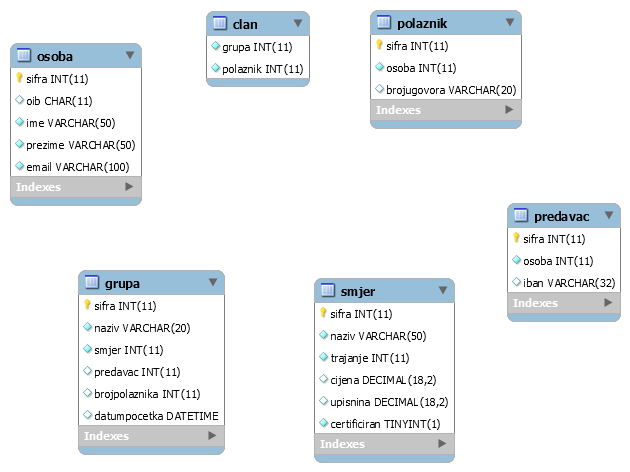 osoba
sifra INT(11)
oib CHAR(11)
ime VARCHAR(50)
prezime VARCHAR(50)
email VARCHAR(100)
Indexes
clan
grupa INT(11)
polaznik INT(11)
polaznik
sifra INT(11)
osoba INT(11)
brojugovora VARCHAR(20)
Indexes
predavac
sifra INT(11)
osoba INT(11)
iban VARCHAR(32)
Indexes
grupa
sifra INT(11)
naziv VARCHAR(20)
smjer INT(11)
predavac INT(11)
brojpolaznika INT(11)
datumpocetka DATETIME
Indexes
smjer
sifra INT(11)
naziv VARCHAR(50)
trajanje INT(11)
cijena DECIMAL(18,2)
upisnina DECIMAL(18,2)
certificiran TINYINT(1)
Indexes